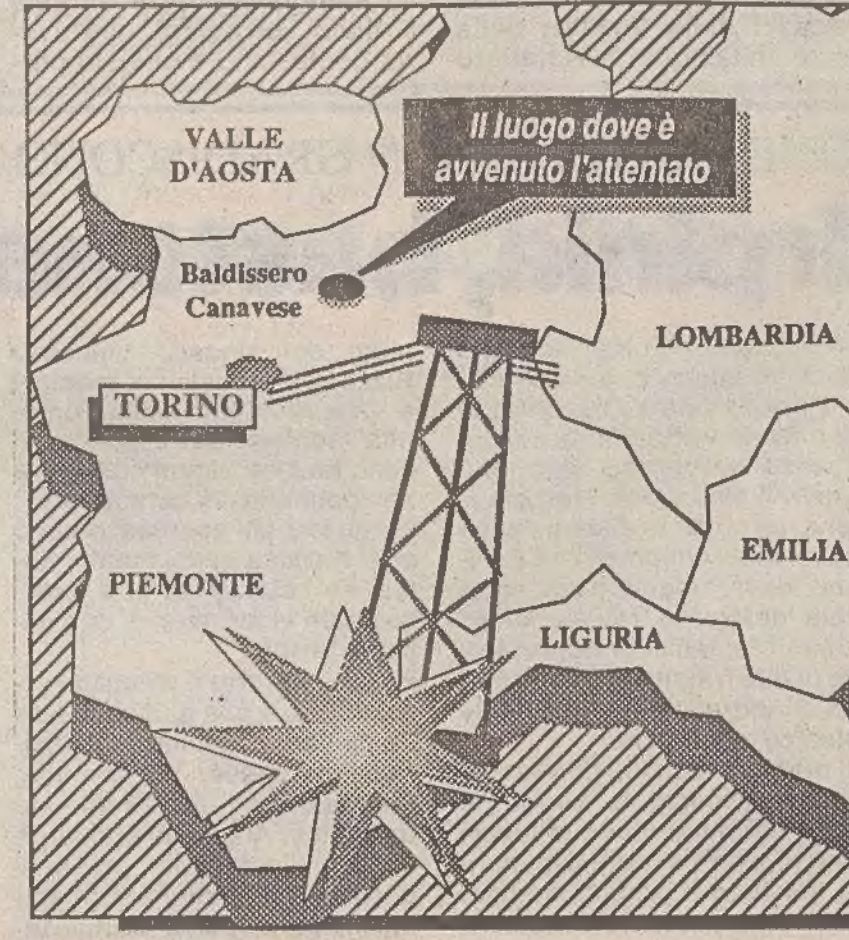 VALLE
D'AOSTA
Il luogo dove è
avvenuto l'attentato
Baldissero
Canavese
LOMBARDIA
TORINO
EMILIA
PIEMONTE
LIGURIA